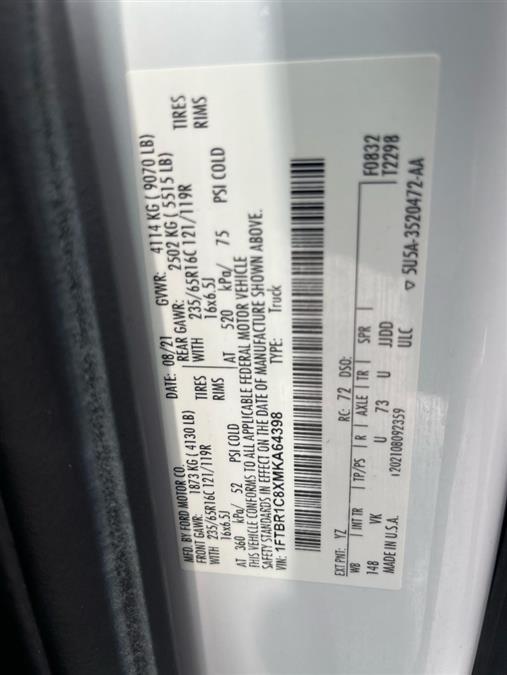 MFD. BY FORD MOTOR CO. DATE: 08/21 GVWR: 4114 KG ( 9070 LB)
FRONT GAWR: 1873 KG ( 4130 LB) REAR GAWR: 2502 KG ( 5515 LB)
WITH 235/65R16C 121/119R TIRES WITH 235/65R16C 121/119R TIRES
16x6.5J RIMS 16x6.5J RIMS
AT 360 kPa/ 52 PSI COLD AT 520 kPa/ 75 PSI COLD
THIS VEHICLE CONFORMS TO ALL APPLICABLE FEDERAL MOTOR VEHICLE
SAFETY STANDARDS IN EFFECT ON THE DATE OF MANUFACTURE SHOWN ABOVE.
VIN: 1FTBR1C8XMKA64398 TYPE: Truck
EXT PNT: YZ RC: 72 DSO: F0832
WB INT TR TP/PS R AXLE TR SPR T2298
148 VK U 73 U JJDD
MADE IN U.S.A. 202108092359 ULC 5U5A-3520472-AA